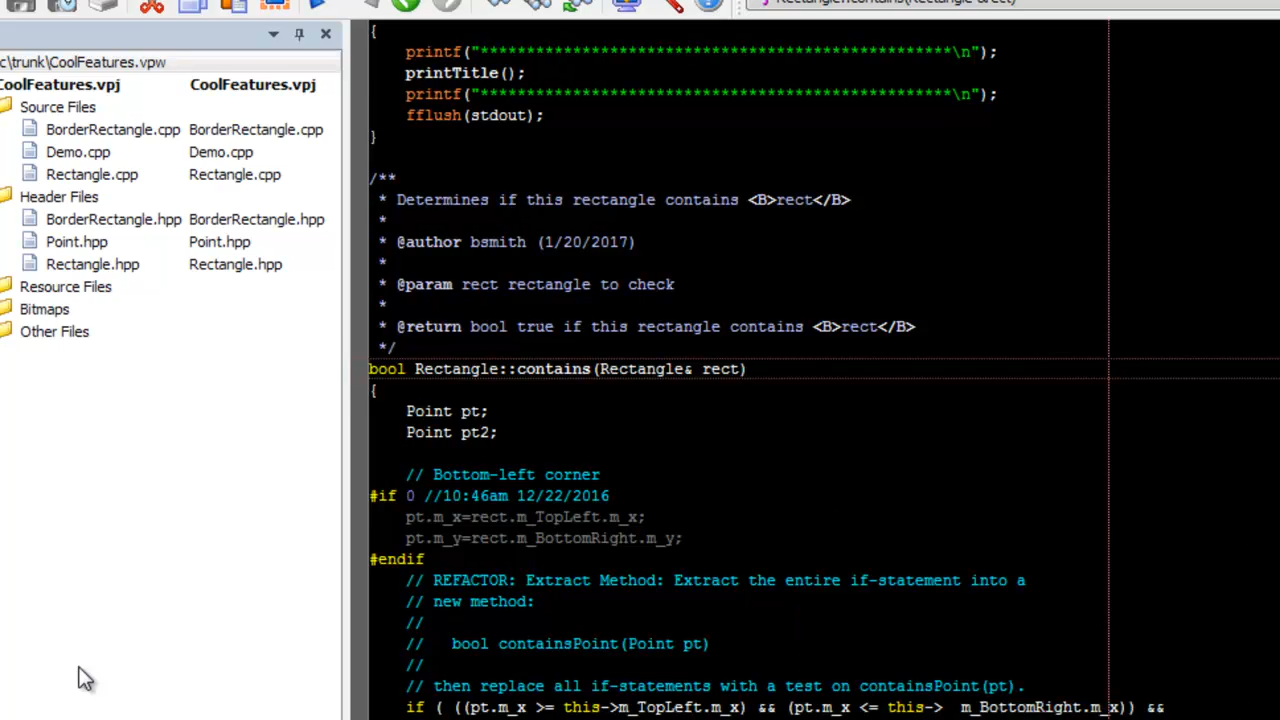 Rectangle::contains(Rectangle &rect)
c\trunk\CoolFeatures.vpw
CoolFeatures.vpj CoolFeatures.vpj
Source Files
BorderRectangle.cpp BorderRectangle.cpp
Demo.cpp Demo.cpp
Rectangle.cpp Rectangle.cpp
Header Files
BorderRectangle.hpp BorderRectangle.hpp
Point.hpp Point.hpp
Rectangle.hpp Rectangle.hpp
Resource Files
Bitmaps
Other Files
{
printf("***************************************************\n");
printTitle();
printf("***************************************************\n");
fflush(stdout);
}
/**
* Determines if this rectangle contains <B>rect</B>
*
* @author bsmith (1/20/2017)
*
* @param rect rectangle to check
*
* @return bool true if this rectangle contains <B>rect</B>
*/
bool Rectangle::contains(Rectangle& rect)
{
Point pt;
Point pt2;
// Bottom-left corner
#if 0 //10:46am 12/22/2016
pt.m_x=rect.m_TopLeft.m_x;
pt.m_y=rect.m_BottomRight.m_y;
#endif
// REFACTOR: Extract Method: Extract the entire if-statement into a
// new method:
//
// bool containsPoint(Point pt)
//
// then replace all if-statements with a test on containsPoint(pt).
if ( ((pt.m_x >= this->m_TopLeft.m_x) && (pt.m_x <= this-> m_BottomRight.m_x)) &&